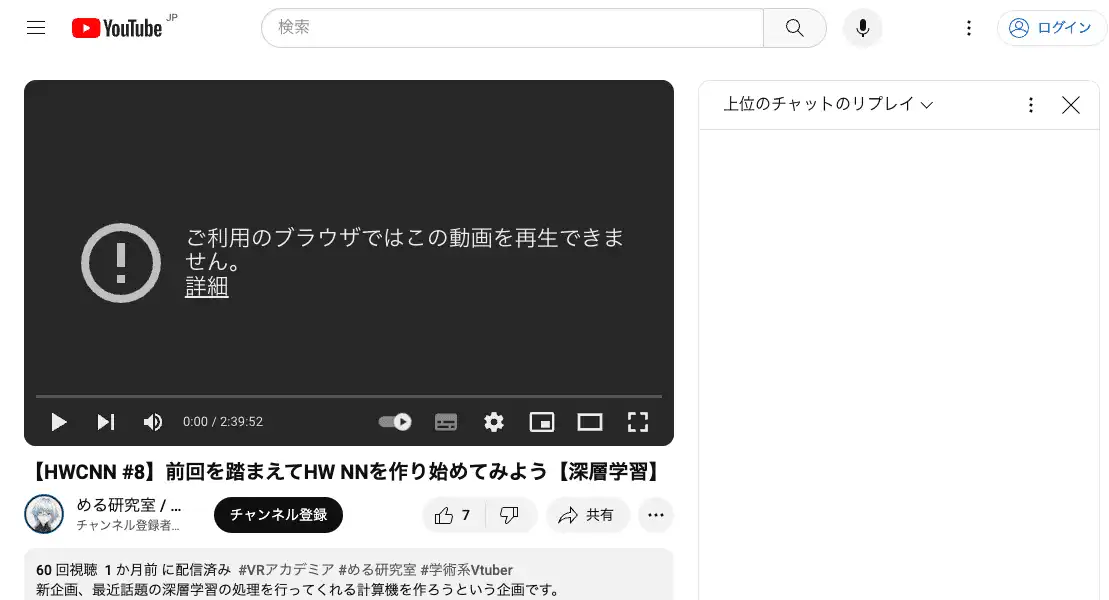 YouTube JP
検索
ログイン
上位のチャットのリプレイ
ご利用のブラウザではこの動画を再生できま
せん。
詳細
0:00 / 2:39:52
【HWCNN #8】前回を踏まえてHW NNを作り始めてみよう【深層学習】
める研究室 / ...
チャンネル登録者...
チャンネル登録
7
共有
60 回視聴 1 か月前 に配信済み #VRアカデミア #める研究室 #学術系Vtuber
新企画、最近話題の深層学習の処理を行ってくれる計算機を作ろうという企画です。